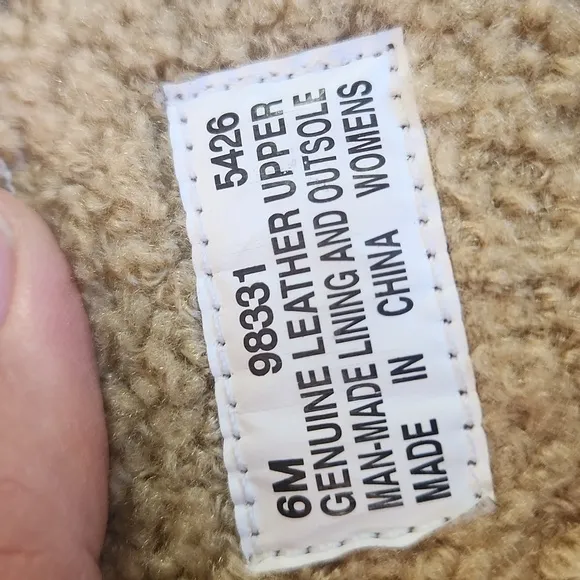 6M 98331 5426
GENUINE LEATHER UPPER
MAN-MADE LINING AND OUTSOLE
MADE IN CHINA WOMENS